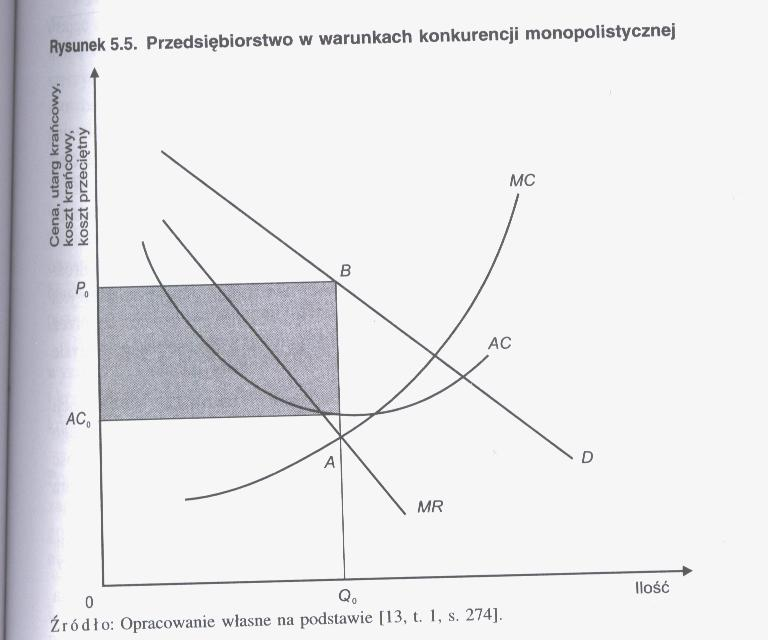 Rysunek 5.5. Przedsiębiorstwo w warunkach konkurencji monopolistycznej
Cena, utarg krańcowy,
koszt krańcowy,
koszt przeciętny
MC
B
P₀
AC
AC₀
A
D
MR
Ilość
0
Q₀
Źródło: Opracowanie własne na podstawie [13, t. 1, s. 274].